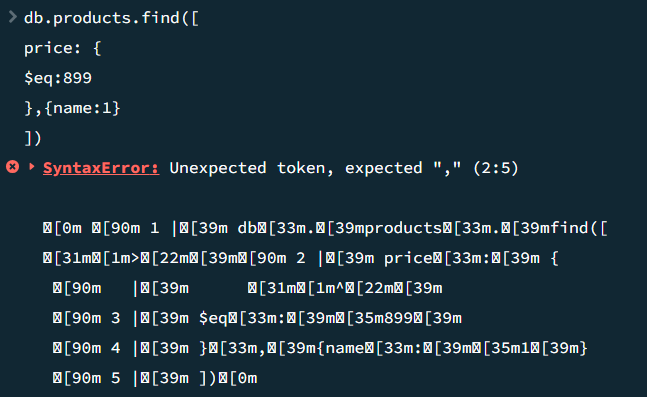 > db.products.find([
price: {
$eq:899
},{name:1}
])
SyntaxError: Unexpected token, expected "," (2:5)
�[0m �[90m 1 |�[39m db�[33m.�[39mproducts�[33m.�[39mfind([
�[31m�[1m>�[22m�[39m�[90m 2 |�[39m price�[33m:�[39m {
�[90m   |�[39m      �[31m�[1m^�[22m�[39m
�[90m 3 |�[39m $eq�[33m:�[39m�[35m899�[39m
�[90m 4 |�[39m }�[33m,�[39m{name�[33m:�[39m�[35m1�[39m}
�[90m 5 |�[39m ])�[0m